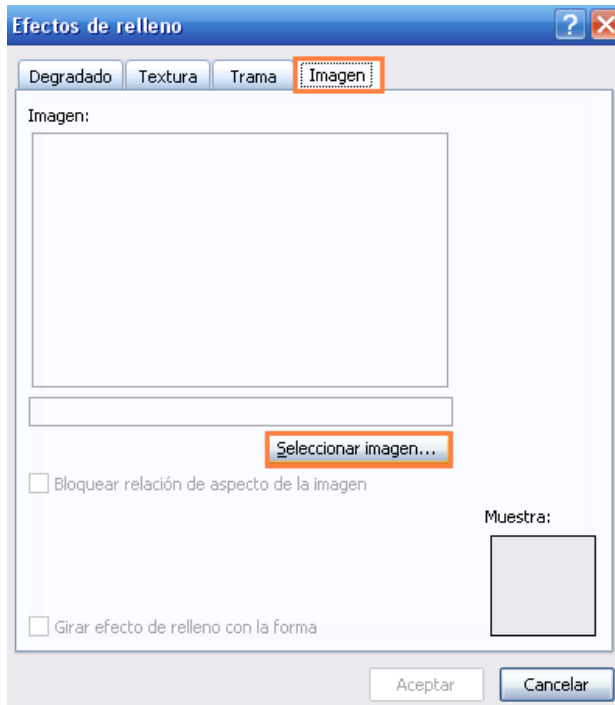 Efectos de relleno
Degradado Textura Trama Imagen
Imagen:
Seleccionar imagen...
Bloquear relación de aspecto de la imagen
Muestra:
Girar efecto de relleno con la forma
Aceptar Cancelar